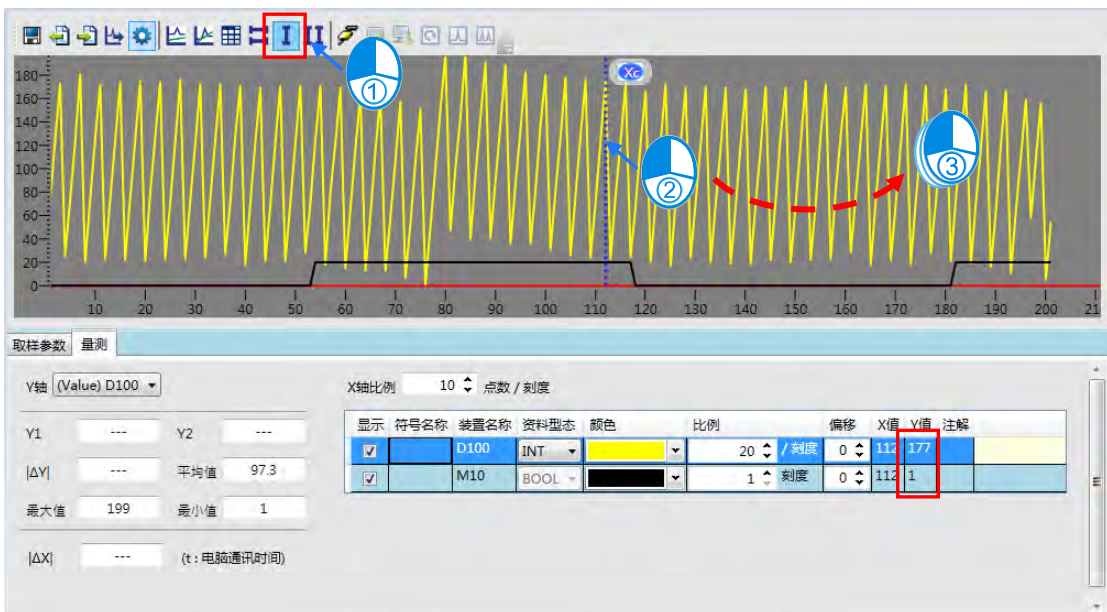 ①
180
Xc
160
140
120
③
100
80
②
60
40
20
0
10 20 30 40 50 60 70 80 90 100 110 120 130 140 150 160 170 180 190 200 21
取样参数 量测
Y轴 (Value) D100
X轴比例 10 点数 / 刻度
Y1 --- Y2 ---
|ΔY| --- 平均值 97.3
最大值 199 最小值 1
|ΔX| --- (t : 电脑通讯时间)
显示 符号名称 装置名称 资料型态 颜色 比例 偏移 X值 Y值 注解
D100 INT 20 / 刻度 0 112 177
M10 BOOL 1 刻度 0 112 1